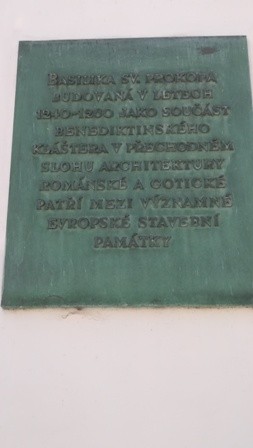 BASILIKA SV. PROKOPA
BUDOVANÁ V LETECH
1240-1260 JAKO SOUČÁST
BENEDIKTINSKÉHO
KLÁŠTERA V PŘECHODNÉM
SLOHU ARCHITEKTURY
ROMÁNSKÉ A GOTICKÉ
PATŘÍ MEZI VÝZNAMNÉ
EVROPSKÉ STAVEBNÍ
PAMÁTKY